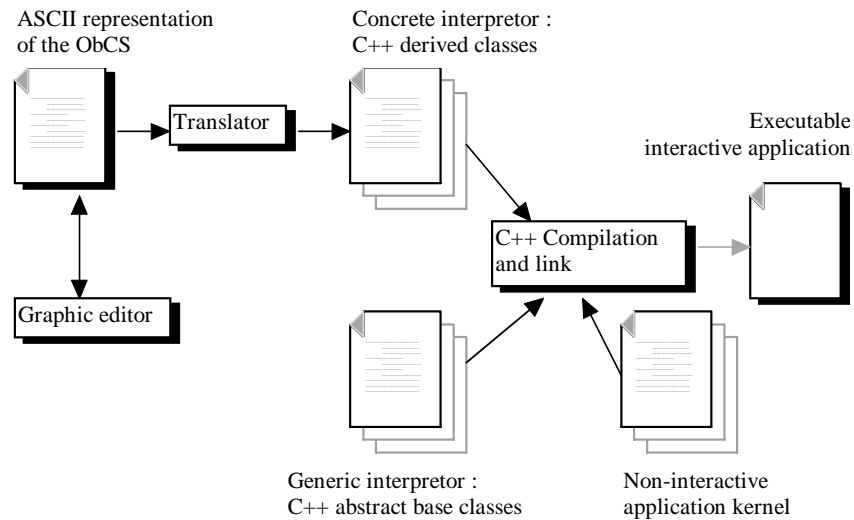 ASCII representation
of the ObCS
Concrete interpretor :
C++ derived classes
Translator
Executable
interactive application
C++ Compilation
and link
Graphic editor
Generic interpretor :
C++ abstract base classes
Non-interactive
application kernel